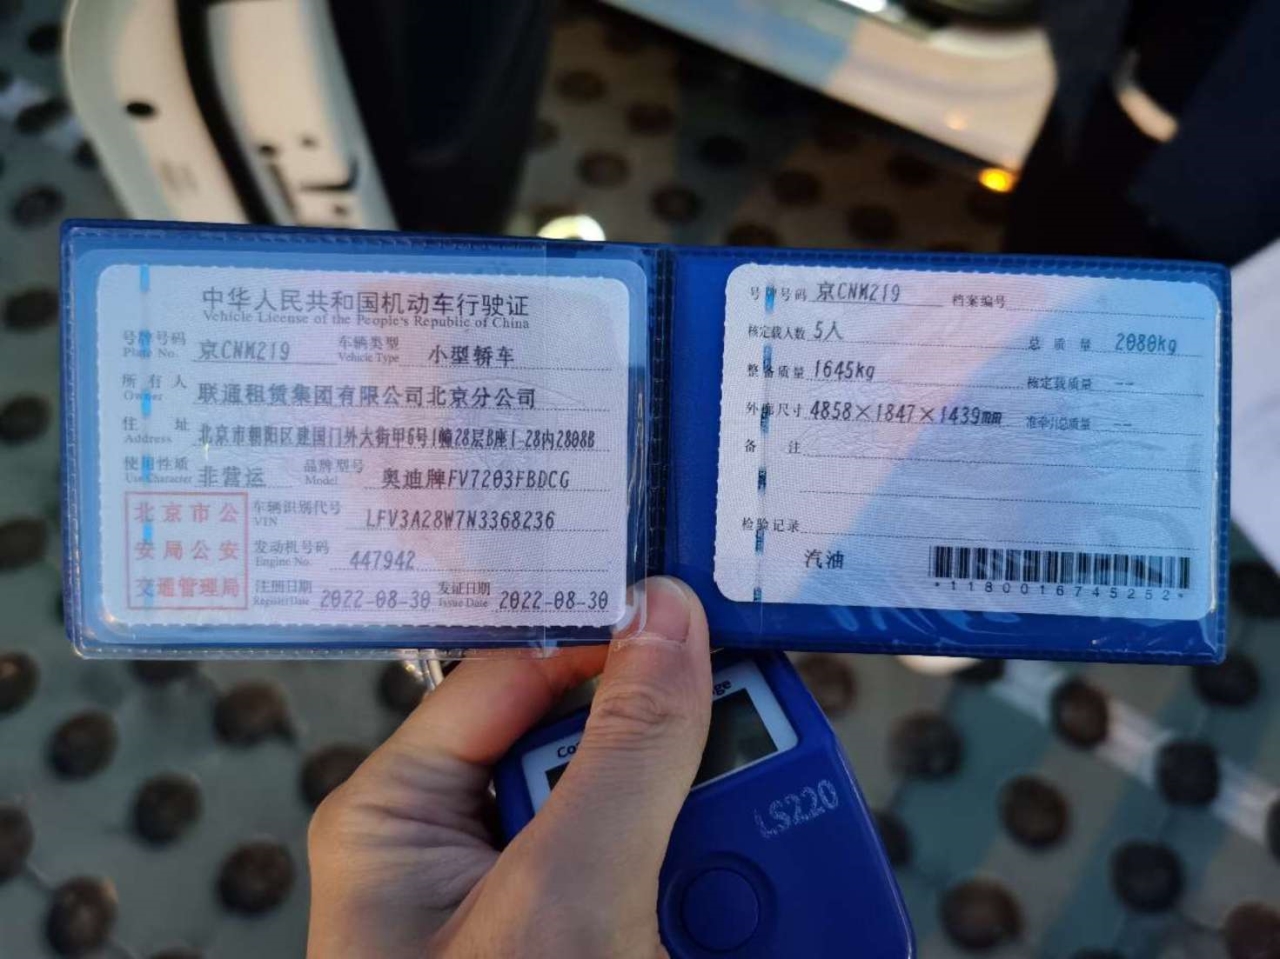 中华人民共和国机动车行驶证
Vehicle License of the People's Republic of China
号牌号码 京CNM219 车辆类型 小型轿车
Plate No. Vehicle Type
所有人 联通租赁集团有限公司北京分公司
Owner
住址 北京市朝阳区建国门外大街甲6号1幢28层B座1-28内2808B
Address
使用性质 非营运 品牌型号 奥迪牌FV7203FBDCG
Use Character Model
北京市公
安局公安
交通管理局
车辆识别代号 LFV3A28W7N3368236
VIN
发动机号码 447942
Engine No.
注册日期 2022-08-30 发证日期 2022-08-30
Register Date Issue Date
号牌号码 京CNM219 档案编号
核定载人数 5人 总质量 2080kg
整备质量 1645kg 核定载质量 --
外廓尺寸 4858×1847×1439mm 准牵引总质量 --
备注
检验记录
汽油
*1180016745252*
LS220